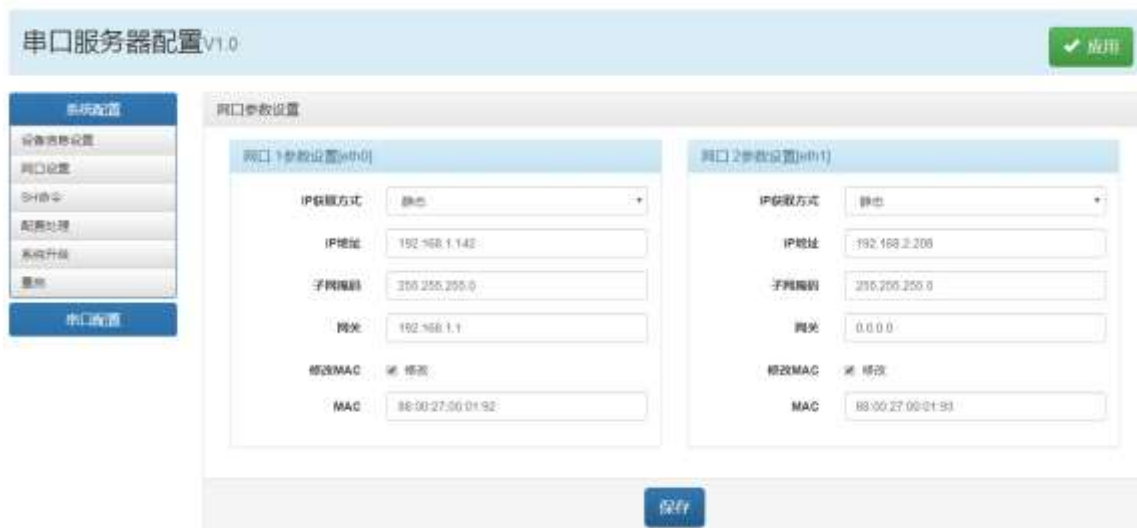 串口服务器配置V1.0
应用
系统配置
设备信息设置
网口设置
SH命令
配置处理
系统升级
重启
串口配置
网口参数设置
网口 1参数设置[eth0]
IP获取方式 静态
IP地址 192.168.1.142
子网掩码 255.255.255.0
网关 192.168.1.1
修改MAC 修改
MAC 88:00:27:00:01:92
网口 2参数设置[eth1]
IP获取方式 静态
IP地址 192.168.2.208
子网掩码 255.255.255.0
网关 0.0.0.0
修改MAC 修改
MAC 88:00:27:00:01:93
保存